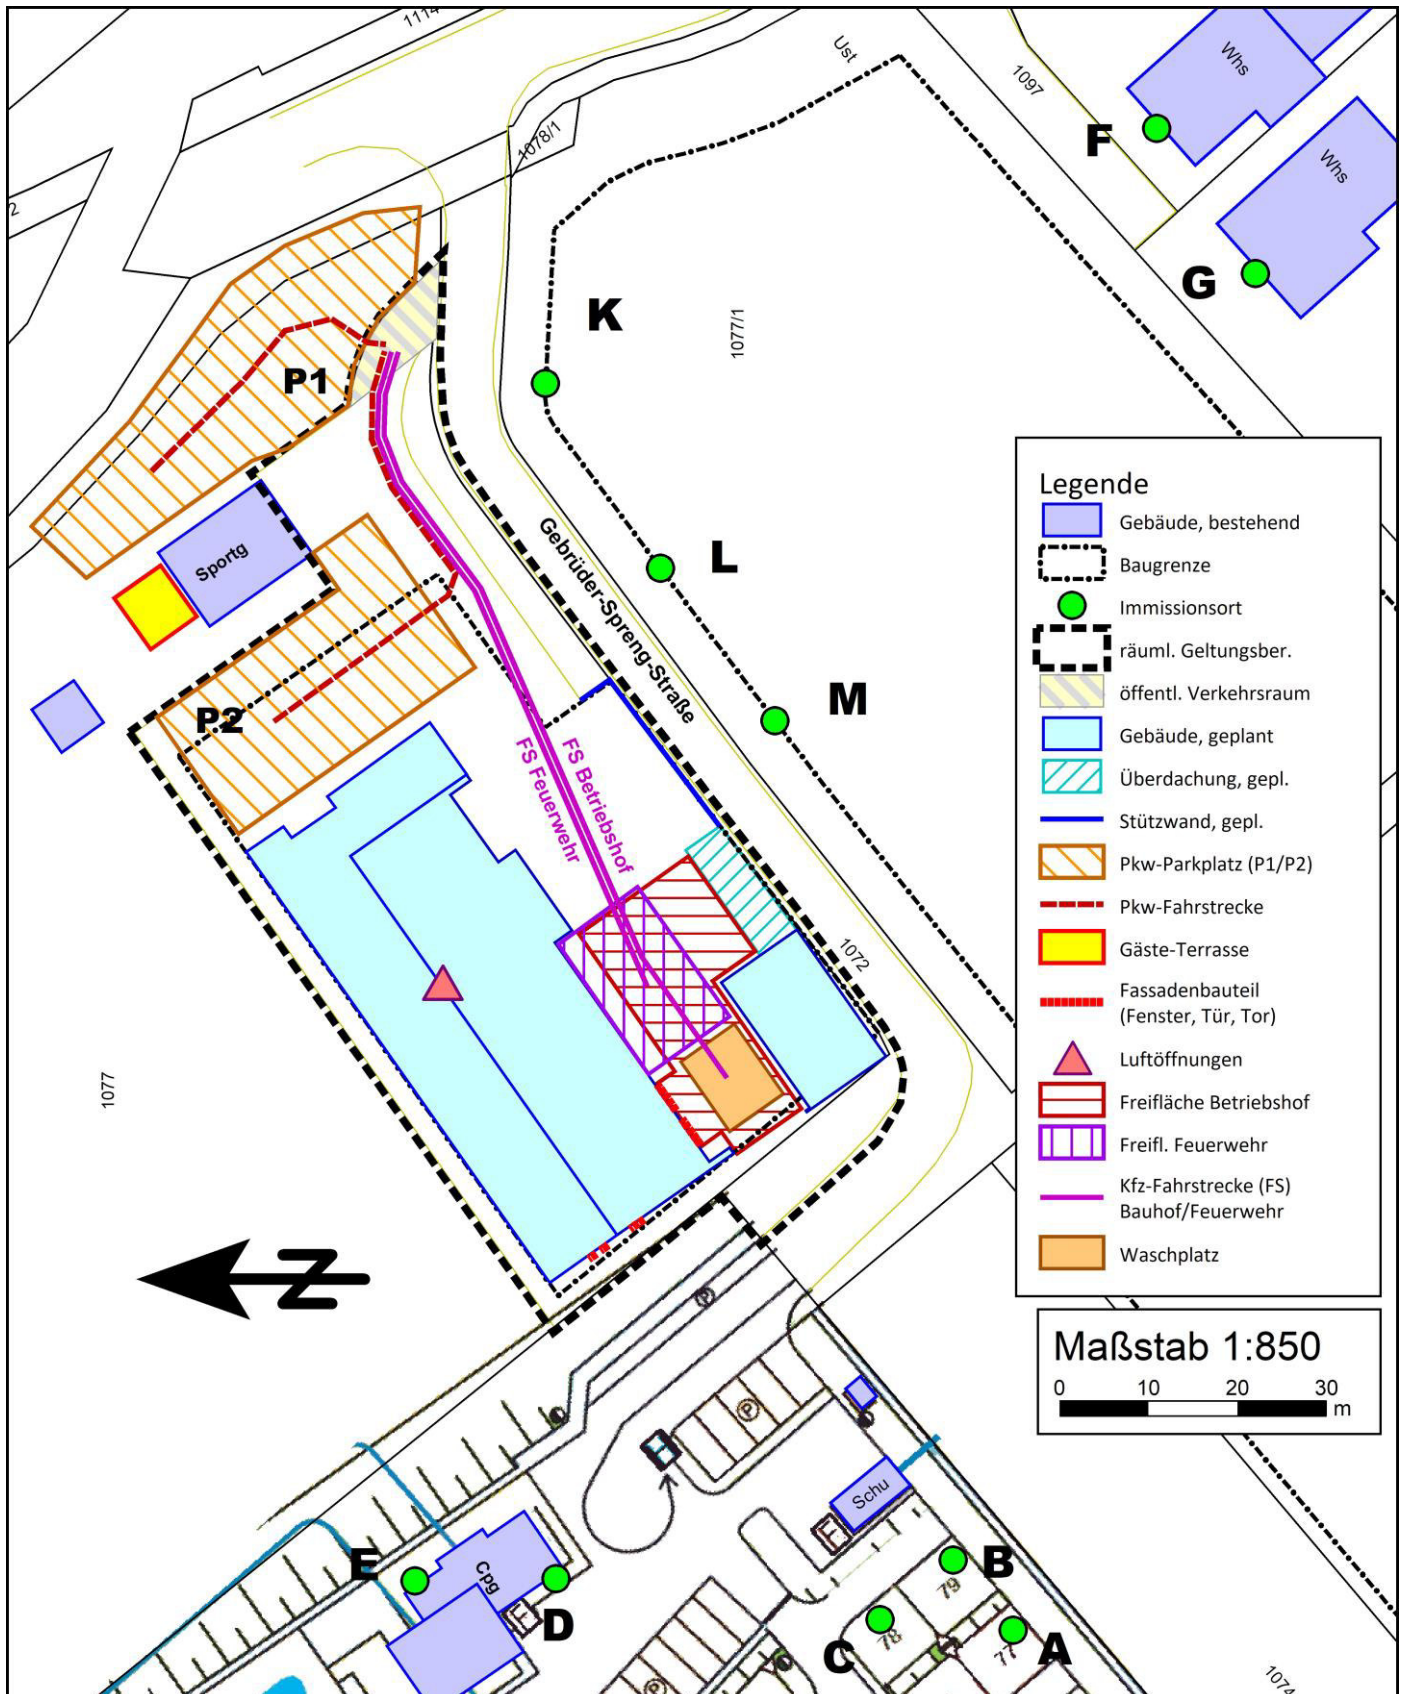 1114
Ust
1097
Whs
F
1078/1
Whs
2
G
K
1077/1
P1
Legende
Gebäude, bestehend
Baugrenze
Immissionsort
räuml. Geltungsber.
öffentl. Verkehrsraum
Gebäude, geplant
Überdachung, gepl.
Stützwand, gepl.
Pkw-Parkplatz (P1/P2)
Pkw-Fahrstrecke
Gäste-Terrasse
Fassadenbauteil
(Fenster, Tür, Tor)
Luftöffnungen
Freifläche Betriebshof
Freifl. Feuerwehr
Kfz-Fahrstrecke (FS)
Bauhof/Feuerwehr
Waschplatz
Sportg
Gebrüder-Spreng-Straße
L
M
P2
FS Feuerwehr
FS Betriebshof
1072
1077
N
Maßstab 1:850
0 10 20 30 m
P
P
Schu
E
Cpg
D
B
79
C
78
A
77
P
1074